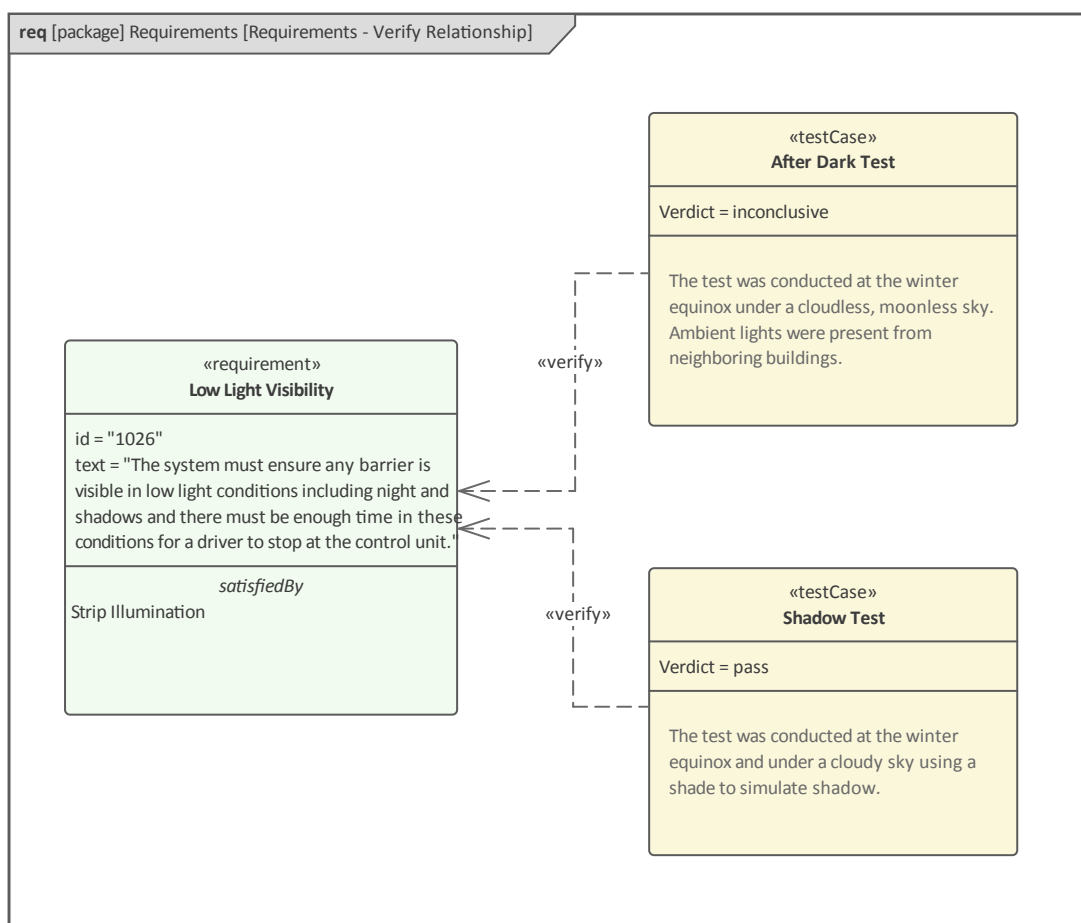 req [package] Requirements [Requirements - Verify Relationship]
«testCase»
After Dark Test
Verdict = inconclusive
The test was conducted at the winter
equinox under a cloudless, moonless sky.
Ambient lights were present from
neighboring buildings.
«verify»
«requirement»
Low Light Visibility
id = "1026"
text = "The system must ensure any barrier is
visible in low light conditions including night and
shadows and there must be enough time in these
conditions for a driver to stop at the control unit."
satisfiedBy
Strip Illumination
«verify»
«testCase»
Shadow Test
Verdict = pass
The test was conducted at the winter
equinox and under a cloudy sky using a
shade to simulate shadow.